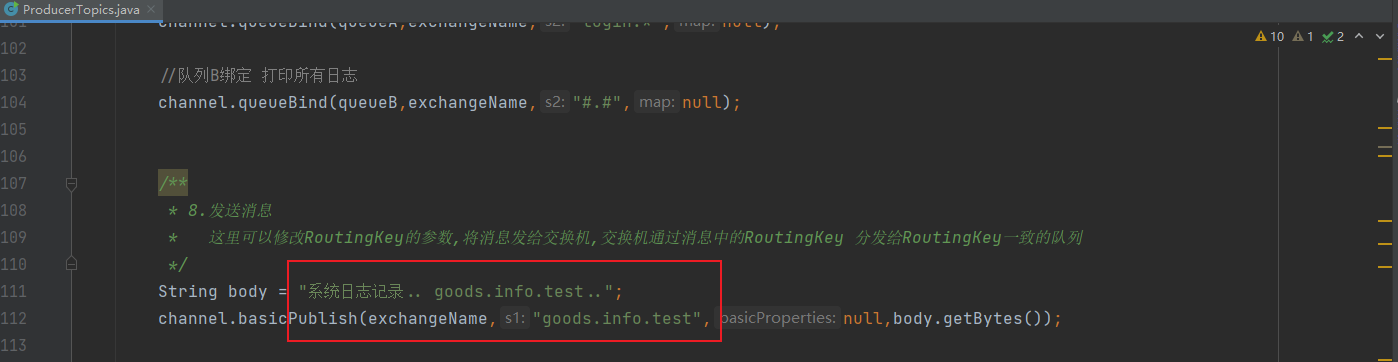 ProducerTopics.java
101 channel.queueBind(queueA,exchangeName, s2: "login.*", map: null);
10 1 2
102
103 //队列B绑定 打印所有日志
104 channel.queueBind(queueB,exchangeName, s2: "#.#", map: null);
105
106
107 /**
108 * 8.发送消息
109 * 这里可以修改RoutingKey的参数,将消息发给交换机,交换机通过消息中的RoutingKey 分发给RoutingKey一致的队列
110 */
111 String body = "系统日志记录.. goods.info.test..";
112 channel.basicPublish(exchangeName, s1: "goods.info.test", basicProperties: null,body.getBytes());
113